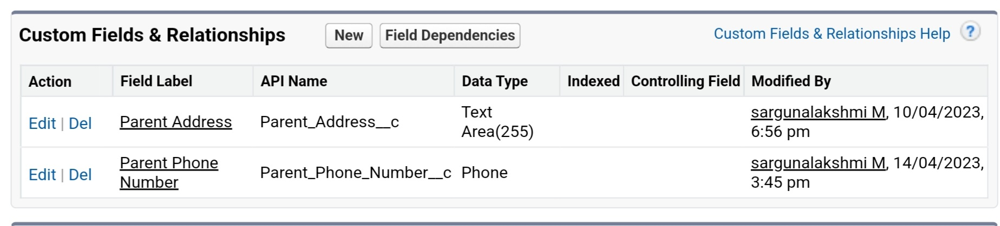 Custom Fields & Relationships New Field Dependencies Custom Fields & Relationships Help ?
Action Field Label API Name Data Type Indexed Controlling Field Modified By
Edit | Del Parent Address Parent_Address__c Text Area(255) sargunalakshmi M, 10/04/2023, 6:56 pm
Edit | Del Parent Phone Number Parent_Phone_Number__c Phone sargunalakshmi M, 14/04/2023, 3:45 pm